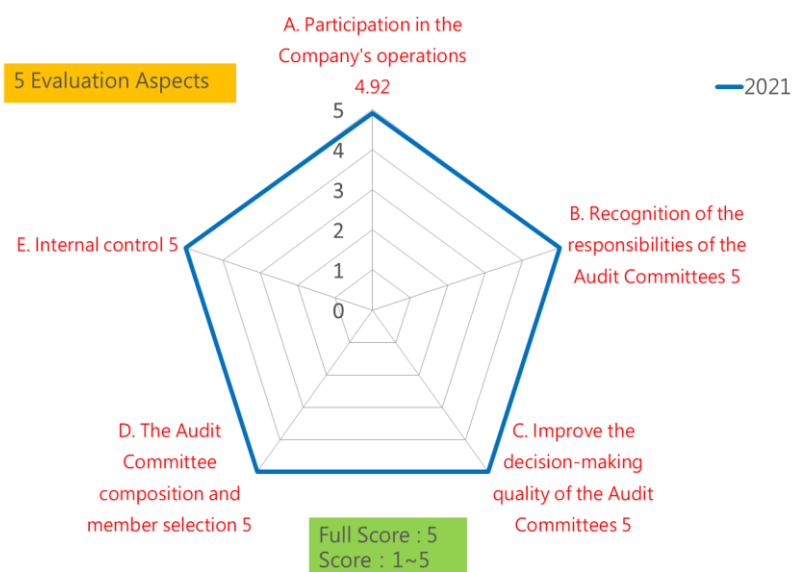 A. Participation in the
Company's operations
4.92
5 Evaluation Aspects
2021
5
4
3
2
1
0
B. Recognition of the
responsibilities of the
Audit Committees 5
E. Internal control 5
D. The Audit
Committee
composition and
member selection 5
C. Improve the
decision-making
quality of the Audit
Committees 5
Full Score : 5
Score : 1~5